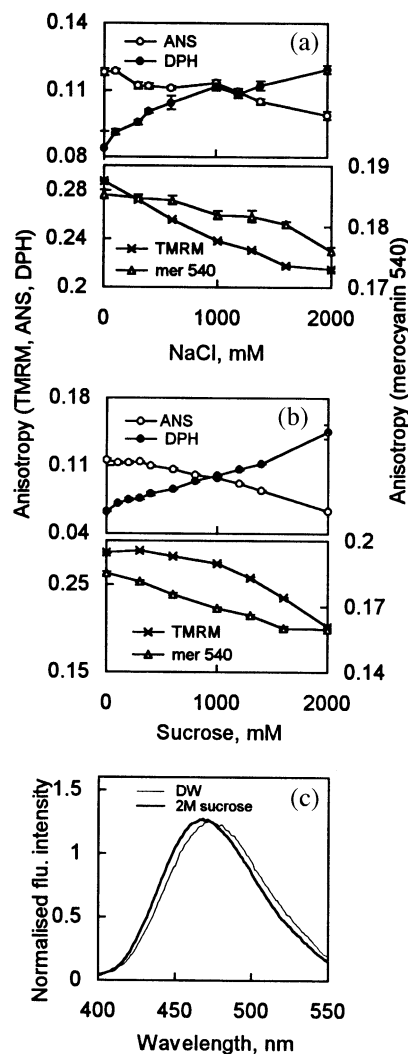 (a)
ANS
DPH
0.14
0.11
0.08
0.28
0.24
0.2
0.19
0.18
0.17
TMRM
mer 540
0 1000 2000
NaCl, mM
Anisotropy (TMRM, ANS, DPH)
Anisotropy (merocyanin 540)
(b)
ANS
DPH
0.18
0.11
0.04
0.25
0.15
0.2
0.17
0.14
TMRM
mer 540
0 1000 2000
Sucrose, mM
(c)
DW
2M sucrose
1.5
1
0.5
0
Normalised flu. intensity
400 450 500 550
Wavelength, nm